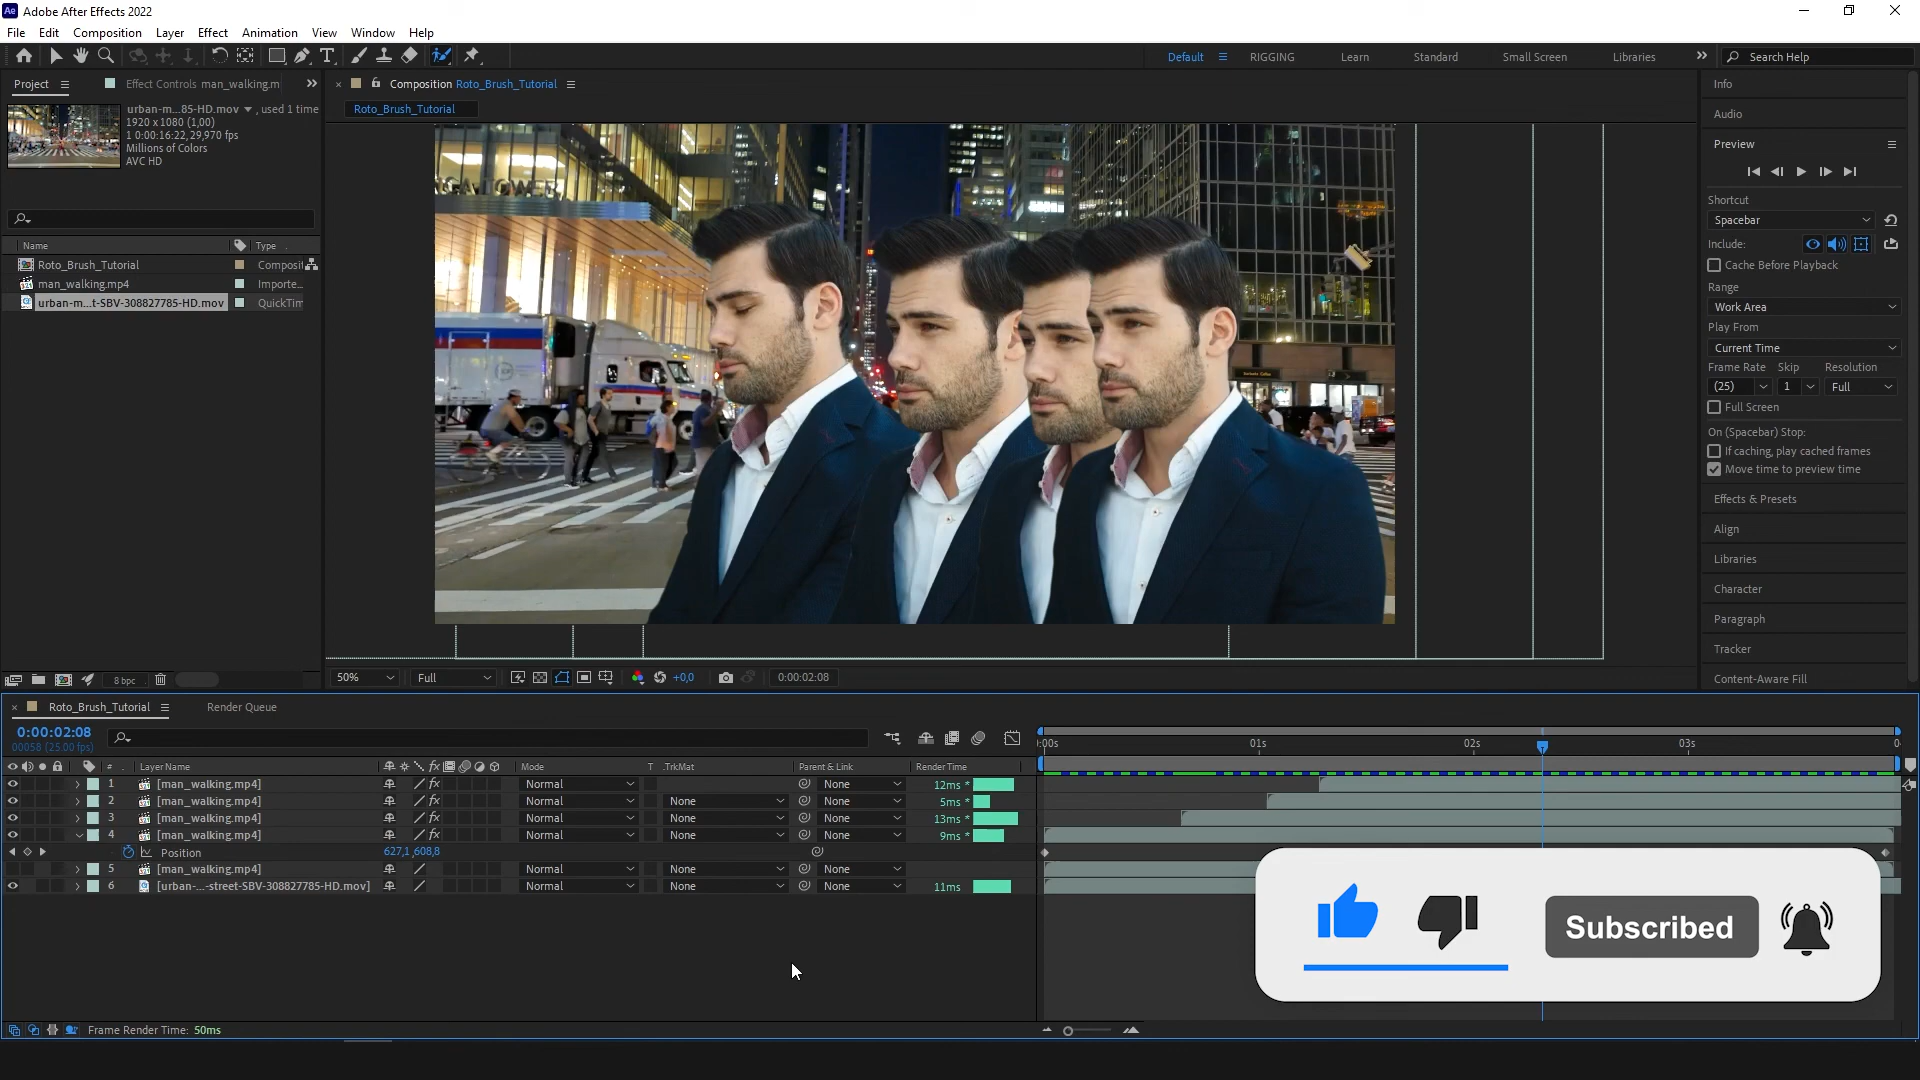 Ae Adobe After Effects 2022
File Edit Composition Layer Effect Animation View Window Help
Default RIGGING Learn Standard Small Screen Libraries Search Help
Project Effect Controls man_walking.m
Composition Roto_Brush_Tutorial
Roto_Brush_Tutorial
urban-m...85-HD.mov , used 1 time
1920 x 1080 (1,00)
1 0:00:16:22, 29,970 fps
Millions of Colors
AVC HD
Name Type
Roto_Brush_Tutorial Composit
man_walking.mp4 Importe...
urban-m...t-SBV-308827785-HD.mov QuickTim
8 bpc
50% Full +0,0 0:00:02:08
Info
Audio
Preview
Shortcut
Spacebar
Include:
Cache Before Playback
Range
Work Area
Play From
Current Time
Frame Rate Skip Resolution
(25) 1 Full
Full Screen
On (Spacebar) Stop:
If caching, play cached frames
Move time to preview time
Effects & Presets
Align
Libraries
Character
Paragraph
Tracker
Content-Aware Fill
Roto_Brush_Tutorial Render Queue
0:00:02:08
00058 (25.00 fps)
:00s 01s 02s 03s 0
# Layer Name Mode T .TrkMat Parent & Link Render Time
1 [man_walking.mp4] Normal None 12ms *
2 [man_walking.mp4] Normal None None 5ms *
3 [man_walking.mp4] Normal None None 13ms *
4 [man_walking.mp4] Normal None None 9ms *
Position 627,1,608,8
5 [man_walking.mp4] Normal None None
6 [urban-...-street-SBV-308827785-HD.mov] Normal None None 11ms
Subscribed
Frame Render Time: 50ms